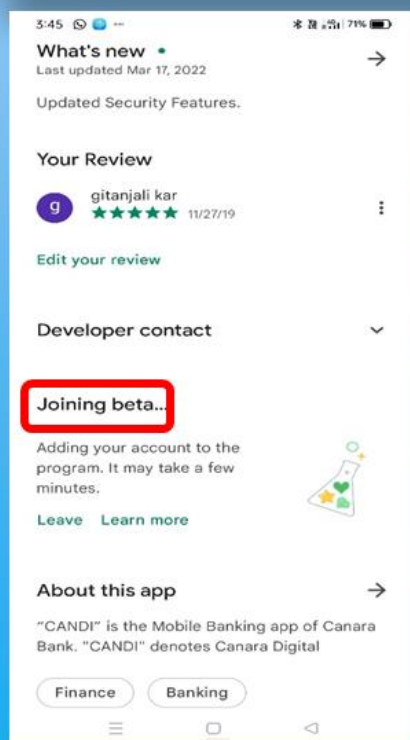 3:45 71%
What's new •
Last updated Mar 17, 2022
Updated Security Features.
Your Review
g
gitanjali kar
★★★★★ 11/27/19
Edit your review
Developer contact
Joining beta...
Adding your account to the
program. It may take a few
minutes.
Leave Learn more
About this app
"CANDI" is the Mobile Banking app of Canara
Bank. "CANDI" denotes Canara Digital
Finance Banking